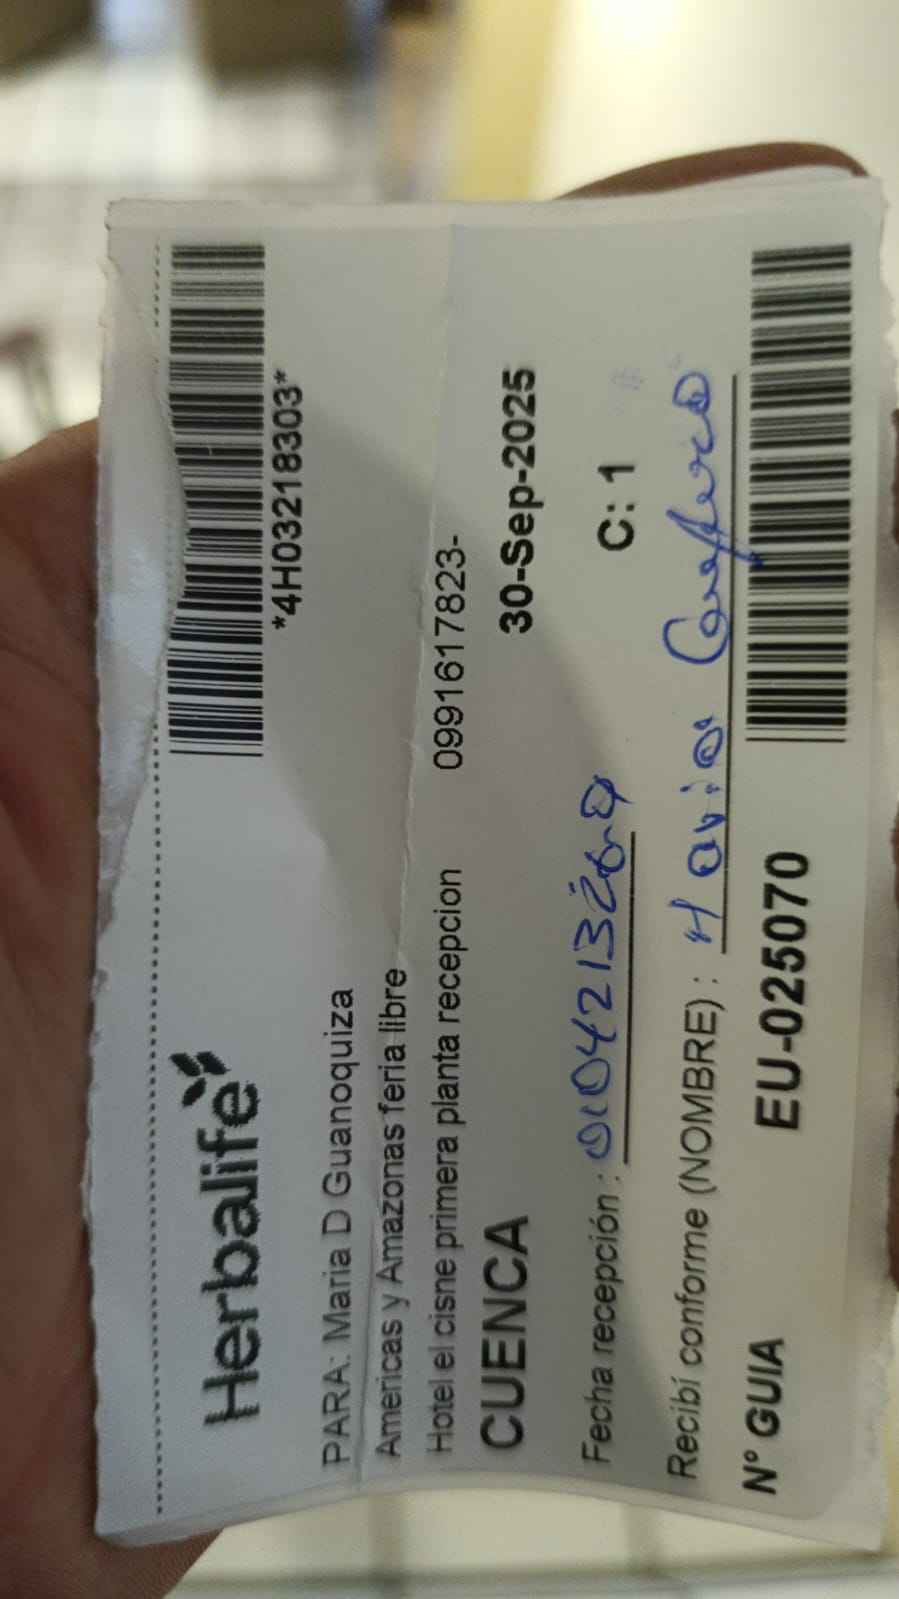 *4H03218303*
Herbalife
PARA: Maria D Guanoquiza
Americas y Amazonas feria libre
Hotel el cisne primera planta recepcion 0991617823-
CUENCA 30-Sep-2025
Fecha recepción : C: 1
Recibí conforme (NOMBRE) :
Nº GUIA EU-025070